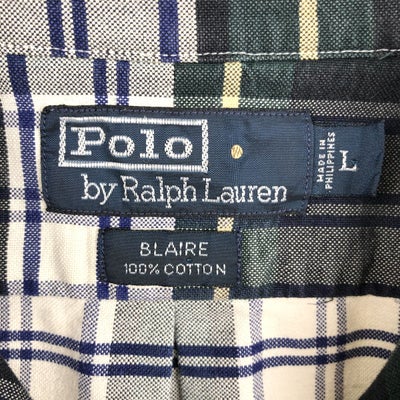 Polo
by Ralph Lauren
L
MADE IN
PHILIPPINES
BLAIRE
100% COTTON